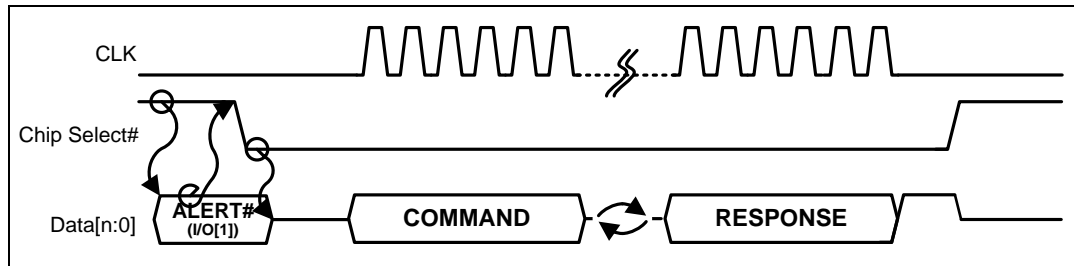 CLK
Chip Select#
Data[n:0]
ALERT#
(I/O[1])
COMMAND
RESPONSE